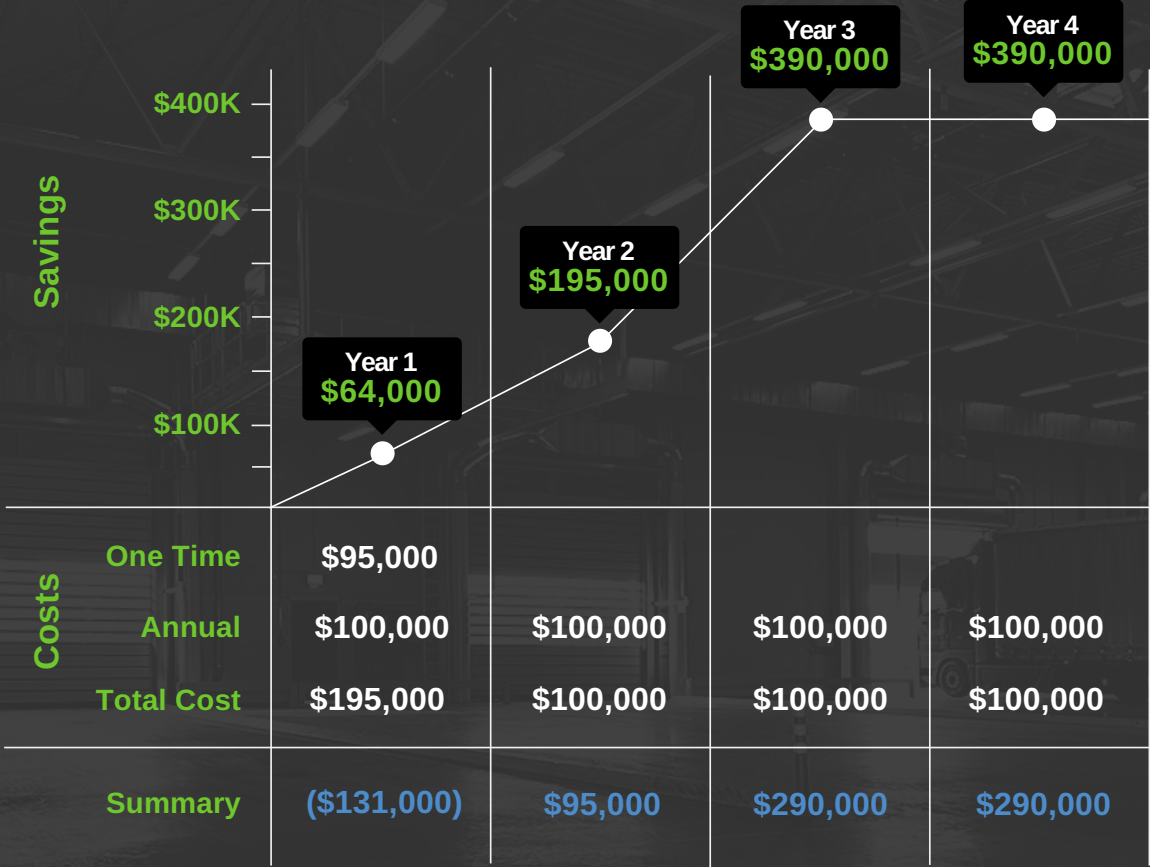 Year 3
$390,000
Year 4
$390,000
$400K
$300K
Year 2
$195,000
$200K
Year 1
$64,000
$100K
Savings
One Time $95,000
Annual $100,000 $100,000 $100,000 $100,000
Total Cost $195,000 $100,000 $100,000 $100,000
Costs
Summary ($131,000) $95,000 $290,000 $290,000